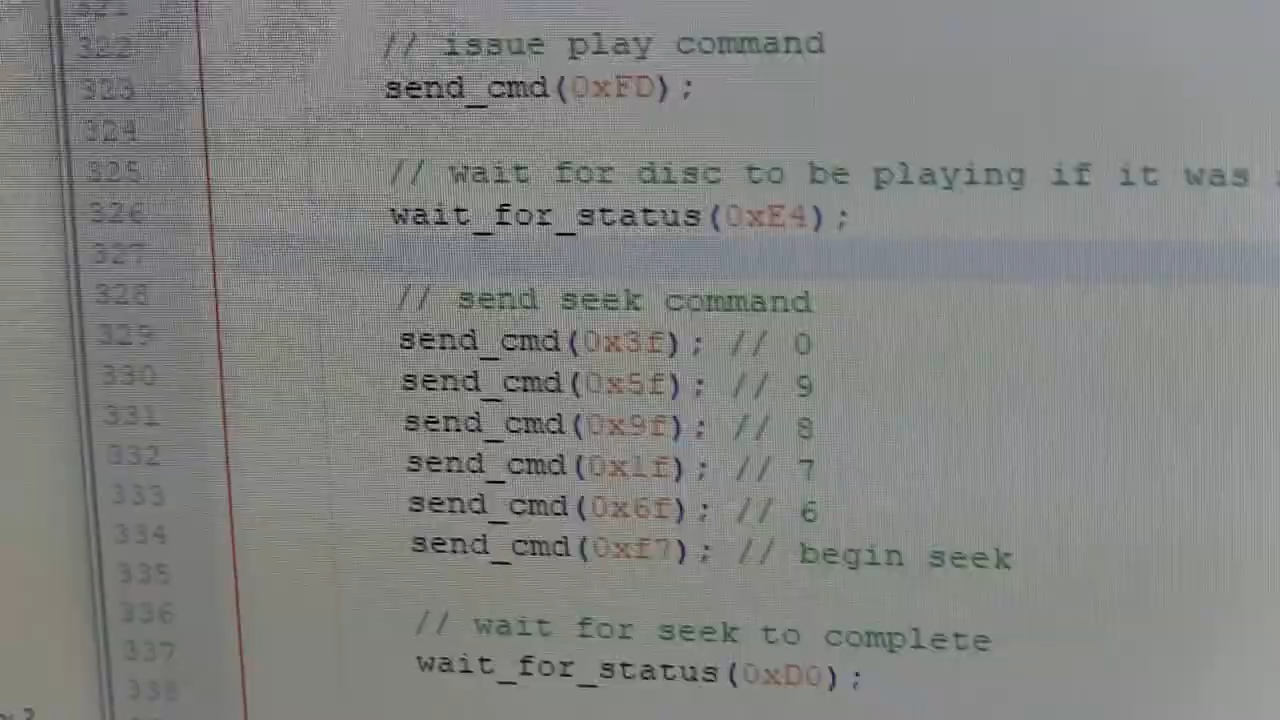 322 // issue play command
323 send_cmd(0xFD);
324
325 // wait for disc to be playing if it was
326 wait_for_status(0xE4);
327
328 // send seek command
329 send_cmd(0x3f); // 0
330 send_cmd(0x5f); // 9
331 send_cmd(0x9f); // 8
332 send_cmd(0x1f); // 7
333 send_cmd(0x6f); // 6
334 send_cmd(0xf7); // begin seek
335
336 // wait for seek to complete
337 wait_for_status(0xD0);
338